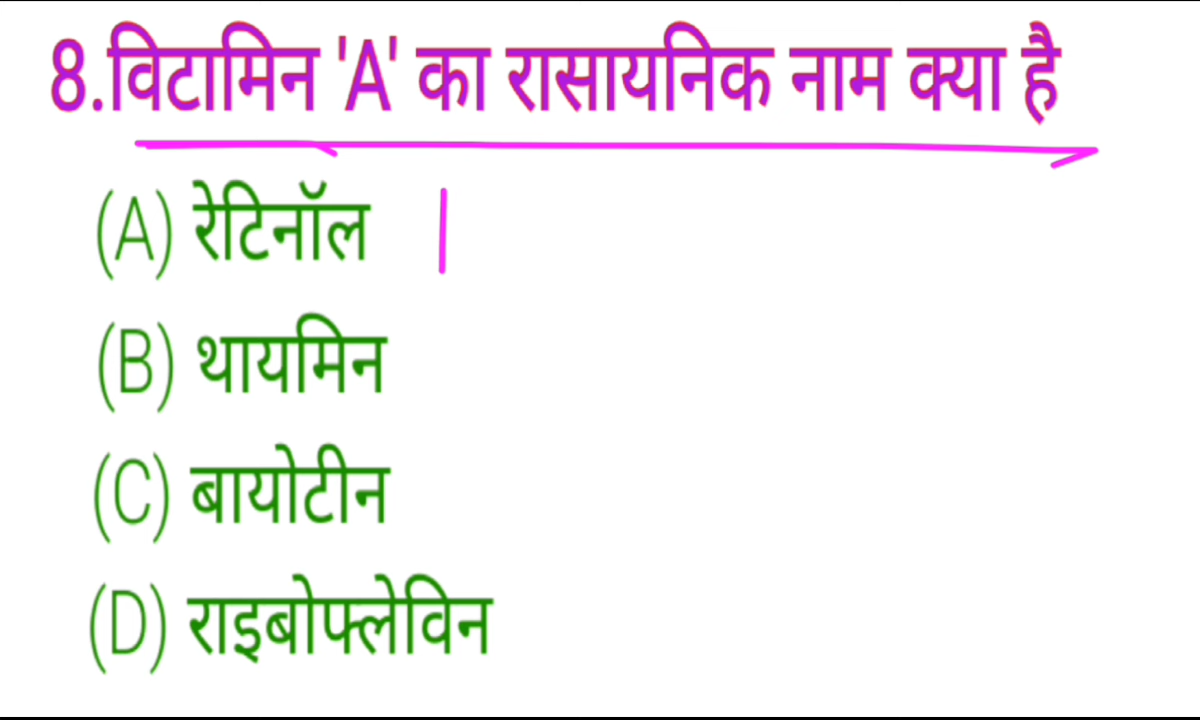 8.विटामिन 'A' का रासायनिक नाम क्या है
(A) रेटिनॉल
(B) थायमिन
(C) बायोटीन
(D) राइबोफ्लेविन